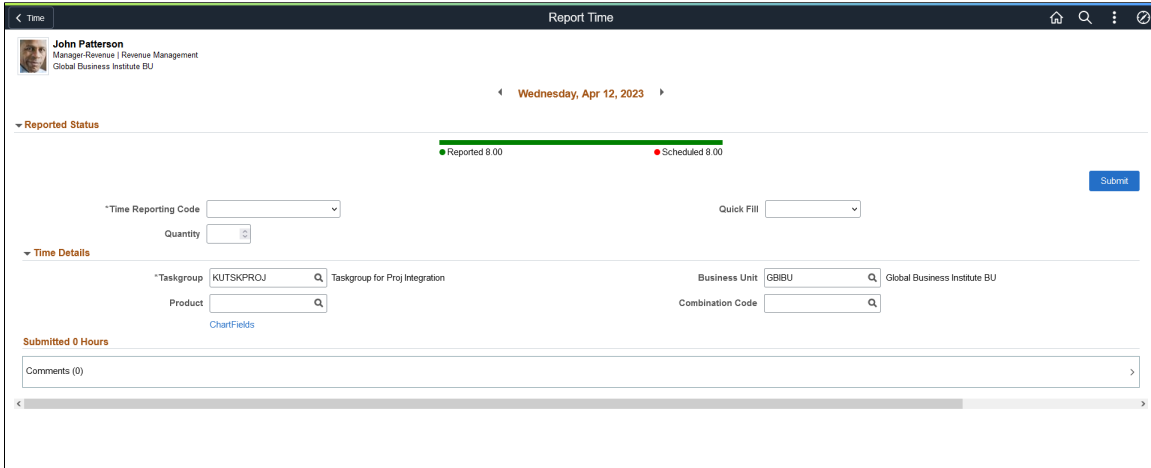 Time
Report Time
John Patterson
Manager-Revenue | Revenue Management
Global Business Institute BU
Wednesday, Apr 12, 2023
Reported Status
Reported 8.00 Scheduled 8.00
Submit
*Time Reporting Code Quick Fill
Quantity
Time Details
*Taskgroup KUTSKPROJ Taskgroup for Proj Integration Business Unit GBIBU Global Business Institute BU
Product Combination Code
ChartFields
Submitted 0 Hours
Comments (0)